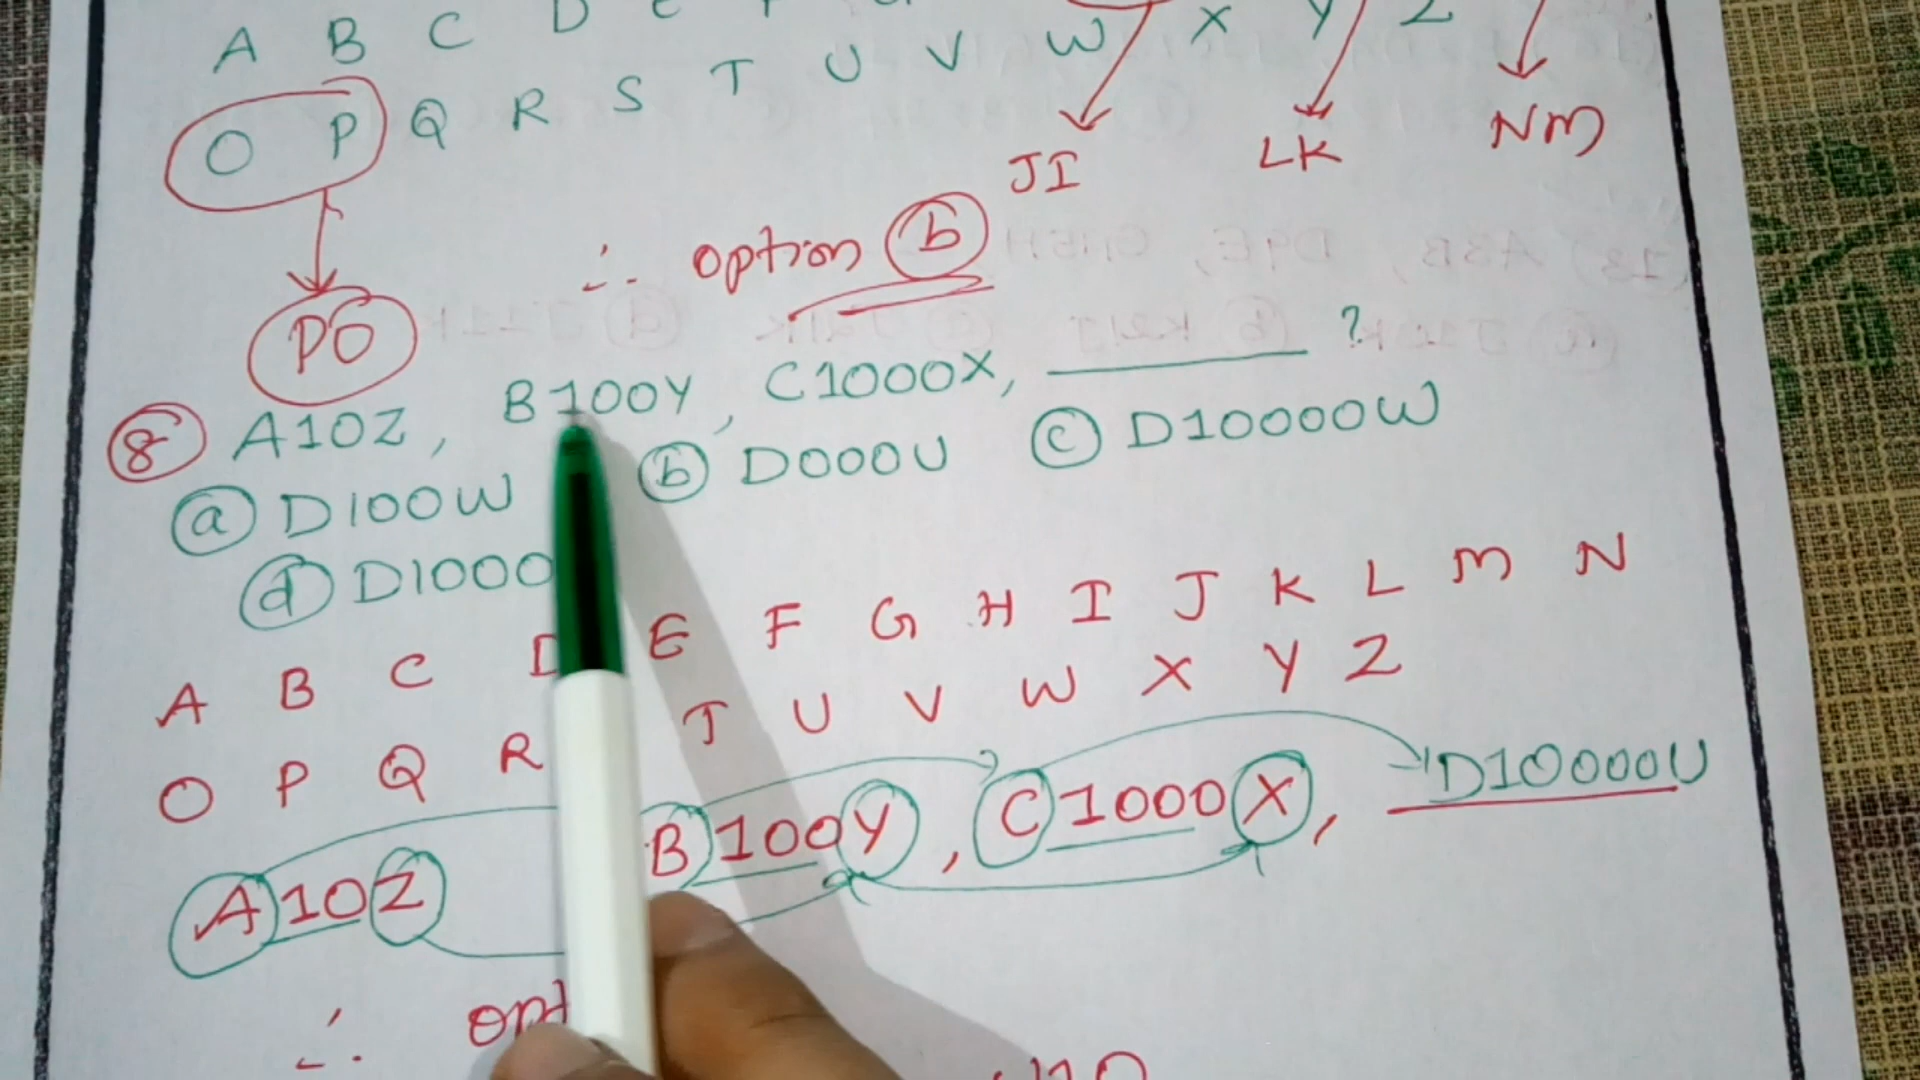 A B C D E F
O P Q R S T U V W X Y Z
JI LK NM
∴ option (b)
PO
(8) A10Z, B100Y, C1000X, ______ ?
(a) D100W (b) D000U (c) D10000W
(d) D1000
A B C D E F G H I J K L M N
O P Q R T U V W X Y Z
A10Z B100Y, C1000X, D10000U
∴ opt